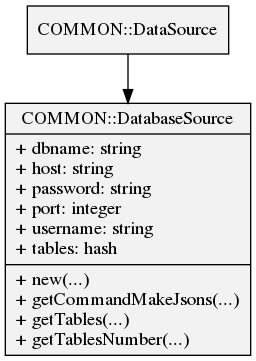 COMMON::DataSource
COMMON::DatabaseSource
+ dbname: string
+ host: string
+ password: string
+ port: integer
+ username: string
+ tables: hash
+ new(...)
+ getCommandMakeJsons(...)
+ getTables(...)
+ getTablesNumber(...)